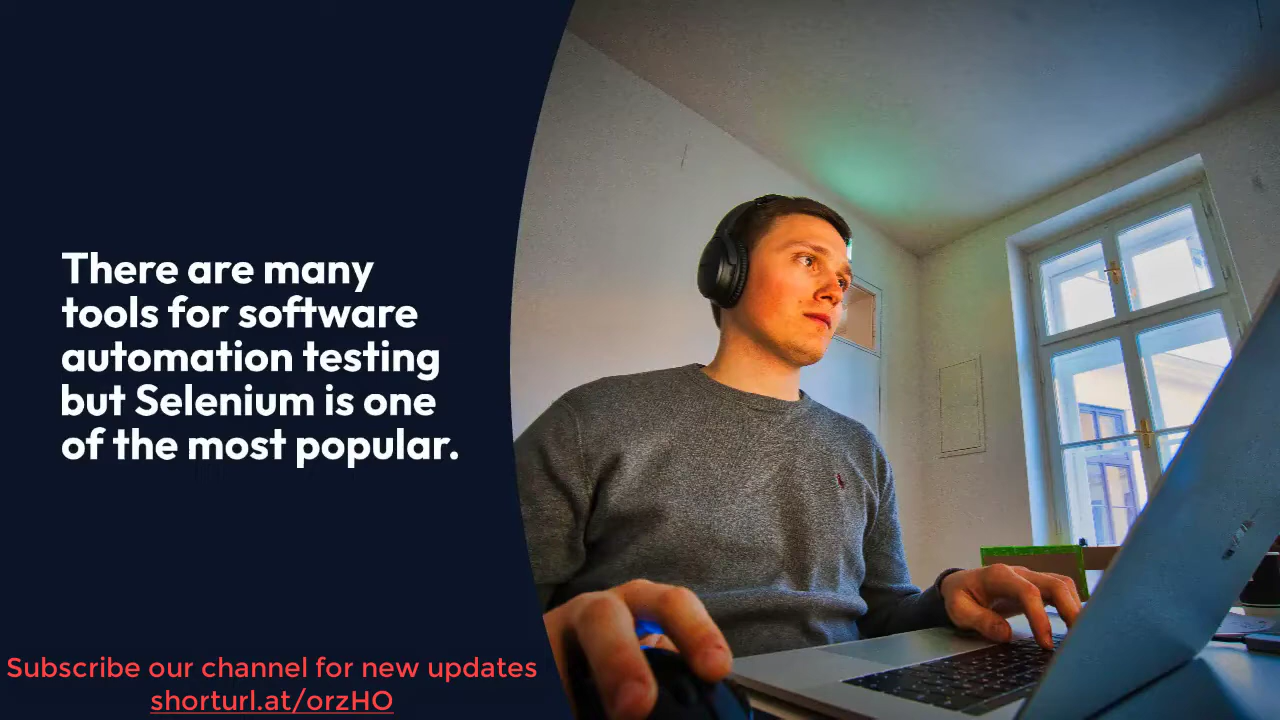 There are many
tools for software
automation testing
but Selenium is one
of the most popular.
Subscribe our channel for new updates
shorturl.at/orzHO